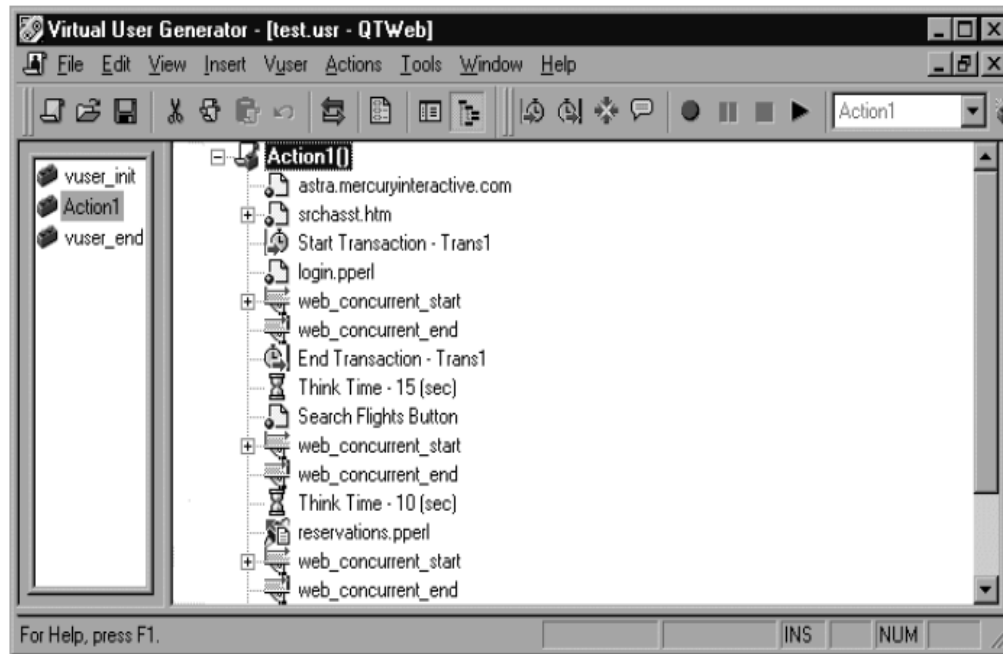 Virtual User Generator - [test.usr - QTWeb]
File Edit View Insert Vuser Actions Tools Window Help
Action1
vuser_init
Action1
vuser_end
Action1()
astra.mercuryinteractive.com
srchasst.htm
Start Transaction - Trans1
login.pperl
web_concurrent_start
web_concurrent_end
End Transaction - Trans1
Think Time - 15 (sec)
Search Flights Button
web_concurrent_start
web_concurrent_end
Think Time - 10 (sec)
reservations.pperl
web_concurrent_start
web_concurrent_end
For Help, press F1.
INS
NUM